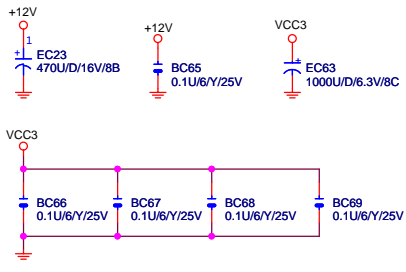 +12V
1
+
EC23
470U/D/16V/8B
+12V
BC65
0.1U/6/Y/25V
VCC3
+
EC63
1000U/D/6.3V/8C
VCC3
BC66
0.1U/6/Y/25V
BC67
0.1U/6/Y/25V
BC68
0.1U/6/Y/25V
BC69
0.1U/6/Y/25V